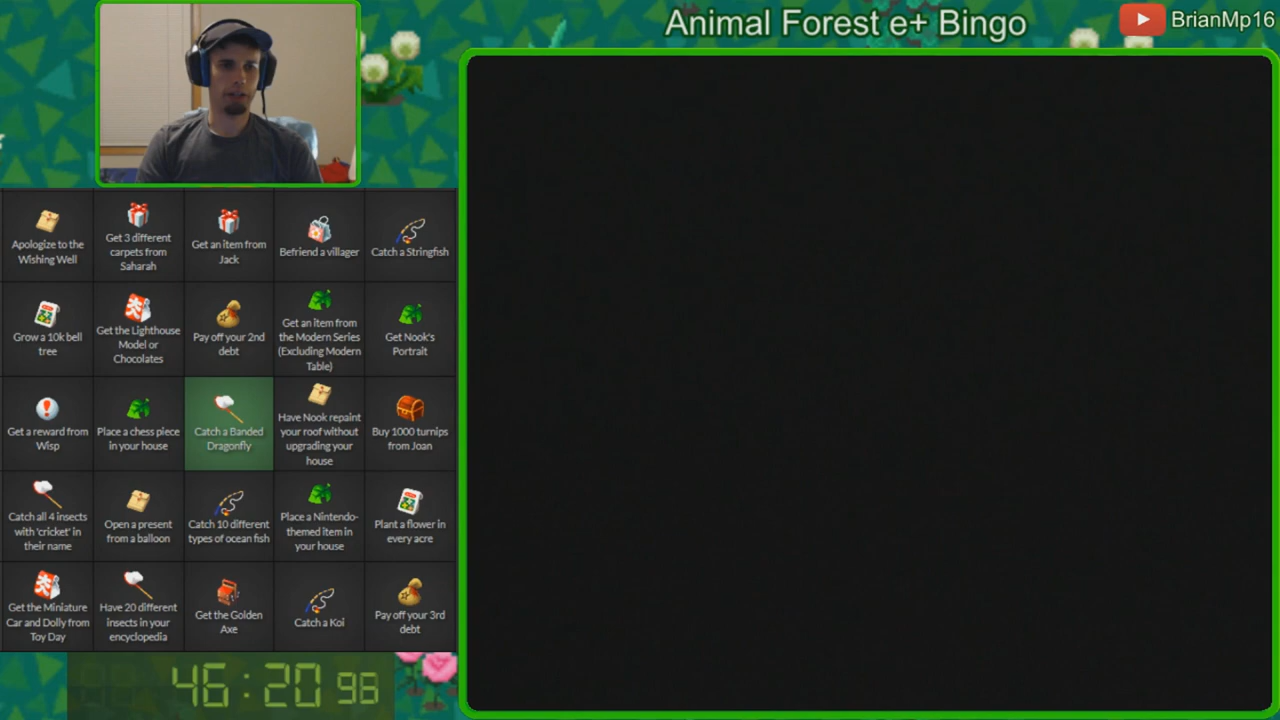 Animal Forest e+ Bingo
BrianMp16
Apologize to the
Wishing Well
Get 3 different
carpets from
Saharah
Get an item from
Jack
Befriend a villager
Catch a Stringfish
Grow a 10k bell
tree
Get the Lighthouse
Model or
Chocolates
Pay off your 2nd
debt
Get an item from
the Modern Series
(Excluding Modern
Table)
Get Nook's
Portrait
Get a reward from
Wisp
Place a chess piece
in your house
Catch a Banded
Dragonfly
Have Nook repaint
your roof without
upgrading your
house
Buy 1000 turnips
from Joan
Catch all 4 insects
with 'cricket' in
their name
Open a present
from a balloon
Catch 10 different
types of ocean fish
Place a Nintendo-
themed item in
your house
Plant a flower in
every acre
Get the Miniature
Car and Dolly from
Toy Day
Have 20 different
insects in your
encyclopedia
Get the Golden
Axe
Catch a Koi
Pay off your 3rd
debt
46:20 98